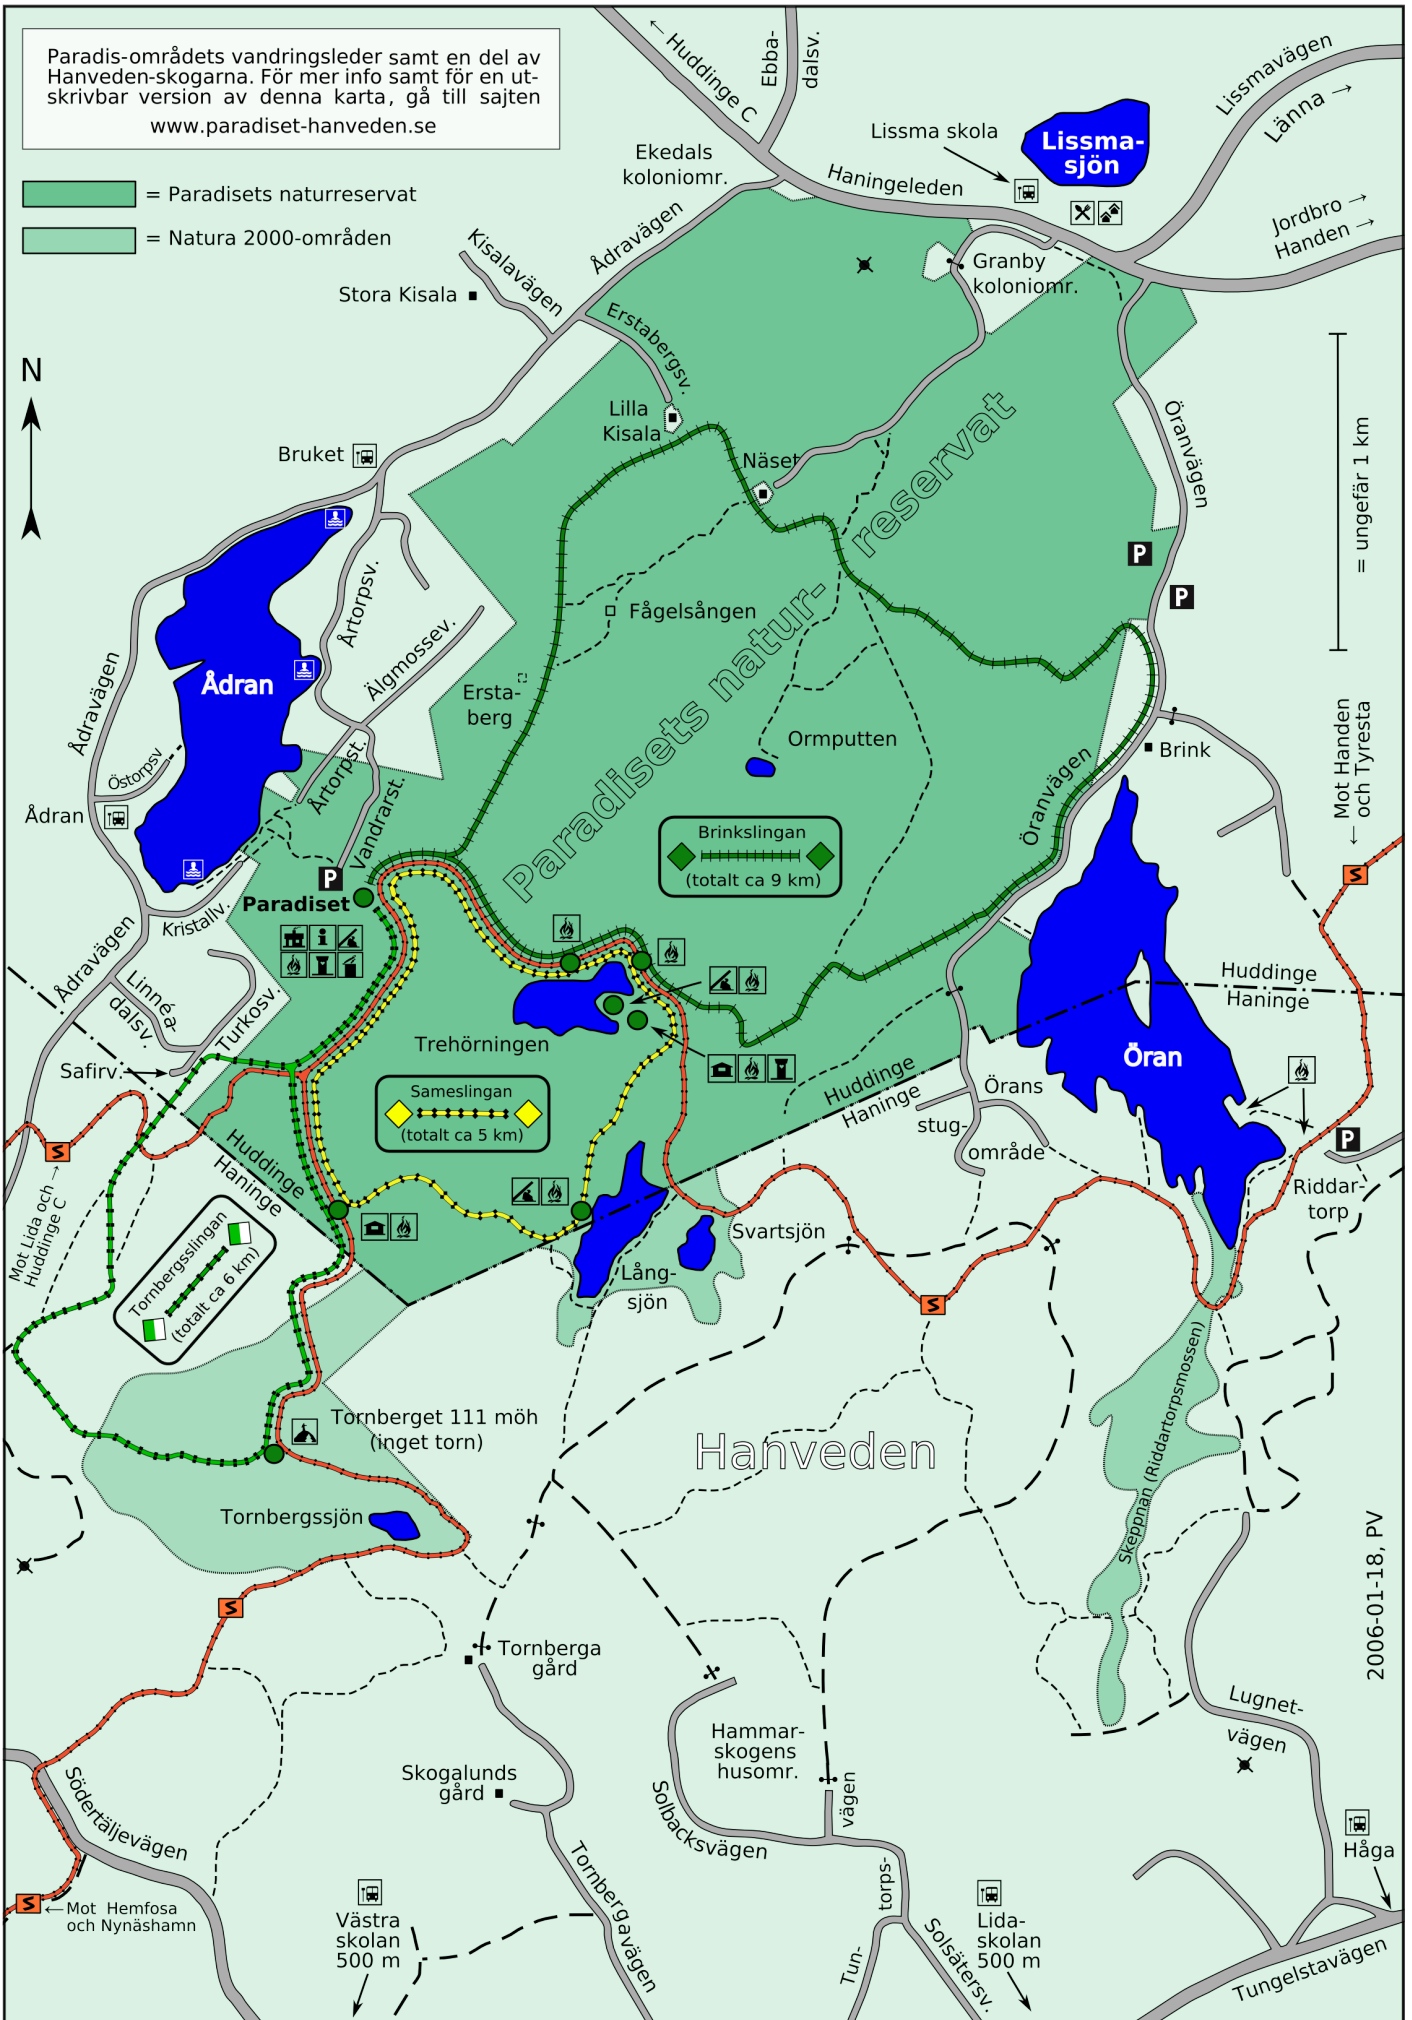 Paradis-områdets vandringsleder samt en del av
Hanveden-skogarna. För mer info samt för en ut-
skrivbar version av denna karta, gå till sajten
www.paradiset-hanveden.se
= Paradisets naturreservat
= Natura 2000-områden
← Huddinge C
Ebba-
dalsv.
Lissmavägen
Länna →
Lissma skola
Lissma-
sjön
Ekedals
koloniomr.
Haningeleden
Jordbro →
Handen →
Ådravägen
Kisalavägen
Granby
koloniomr.
Stora Kisala
Erstabergsv.
N
Lilla
Kisala
Öranvägen
= ungefär 1 km
Bruket
Näset
Paradisets natur-
reservat
P
P
Årtorpsv.
Fågelsången
Älgmossev.
Ådran
Ådravägen
Ersta-
berg
Ormputten
Brink
Mot Handen
← och Tyresta
Östorpsv
Årtorpst.
Vandrarst.
Öranvägen
Ådran
Brinkslingan
(totalt ca 9 km)
P
S
Paradiset
Kristallv.
i
Ådravägen
Linnéa-
dalsv.
Turkosv.
Huddinge
Haninge
Trehörningen
Safirv.
Öran
Huddinge
Haninge
Örans
stug-
område
Sameslingan
(totalt ca 5 km)
S
P
Huddinge
Haninge
Mot Lida och →
Huddinge C
Riddar-
torp
Tornbergsslingan
(totalt ca 6 km)
Svartsjön
Lång-
sjön
S
Skeppnan (Riddartorpsmossen)
Tornberget 111 möh
(inget torn)
Hanveden
Tornbergssjön
2006-01-18, PV
S
Tornberga
gård
Lugnet-
vägen
Hammar-
skogens
husomr.
Skogalunds
gård
Södertäljevägen
Solbacksvägen
vägen
Håga
Tornbergavägen
torps-
Tun-
S
← Mot Hemfosa
och Nynäshamn
Västra
skolan
500 m
Solsätersv.
Lida-
skolan
500 m
Tungelstavägen